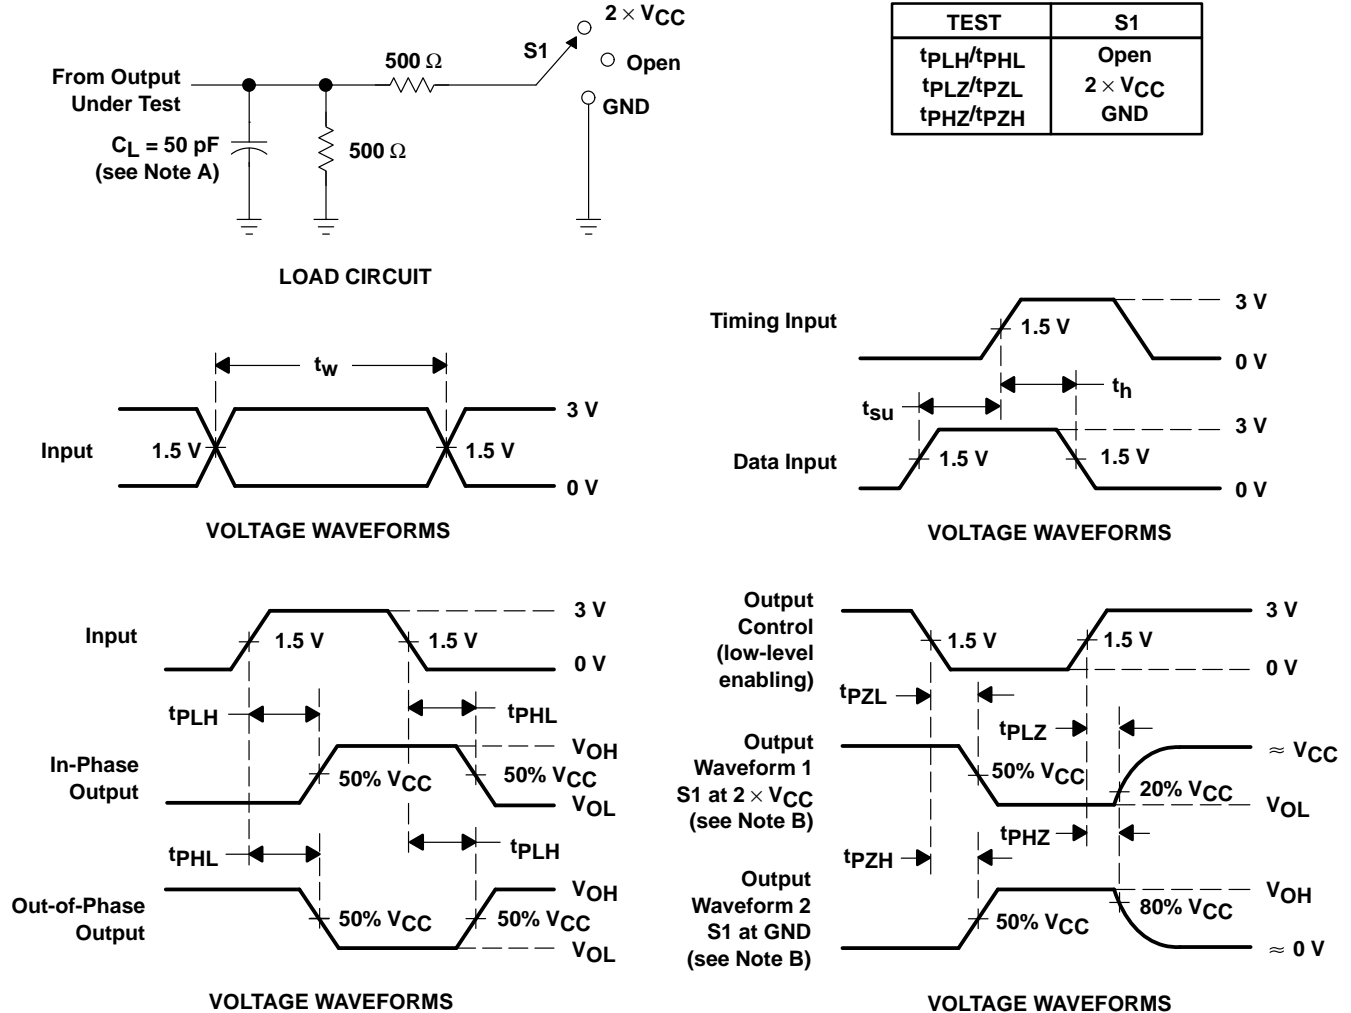 2 × VCC
S1
Open
GND
500 Ω
From Output
Under Test
CL = 50 pF
(see Note A)
500 Ω
LOAD CIRCUIT
TEST S1
tPLH/tPHL Open
tPLZ/tPZL 2 × VCC
tPHZ/tPZH GND
tw
3 V
Input 1.5 V 1.5 V
0 V
VOLTAGE WAVEFORMS
3 V
Timing Input 1.5 V
0 V
th
tsu
3 V
Data Input 1.5 V 1.5 V
0 V
VOLTAGE WAVEFORMS
3 V
Input 1.5 V 1.5 V
0 V
tPLH tPHL
VOH
In-Phase
Output
50% VCC 50% VCC
VOL
tPHL tPLH
VOH
Out-of-Phase
Output
50% VCC 50% VCC
VOL
VOLTAGE WAVEFORMS
Output
Control
(low-level
enabling)
3 V
1.5 V 1.5 V
0 V
tPZL
tPLZ
Output
Waveform 1
S1 at 2 × VCC
(see Note B)
≈ VCC
50% VCC 20% VCC
VOL
tPHZ
tPZH
Output
Waveform 2
S1 at GND
(see Note B)
VOH
50% VCC 80% VCC
≈ 0 V
VOLTAGE WAVEFORMS